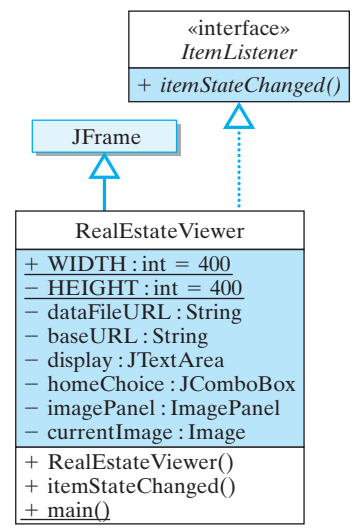 «interface»
ItemListener
+ itemStateChanged()
JFrame
RealEstateViewer
+ WIDTH : int = 400
− HEIGHT : int = 400
− dataFileURL : String
− baseURL : String
− display : JTextArea
− homeChoice : JComboBox
− imagePanel : ImagePanel
− currentImage : Image
+ RealEstateViewer()
+ itemStateChanged()
+ main()